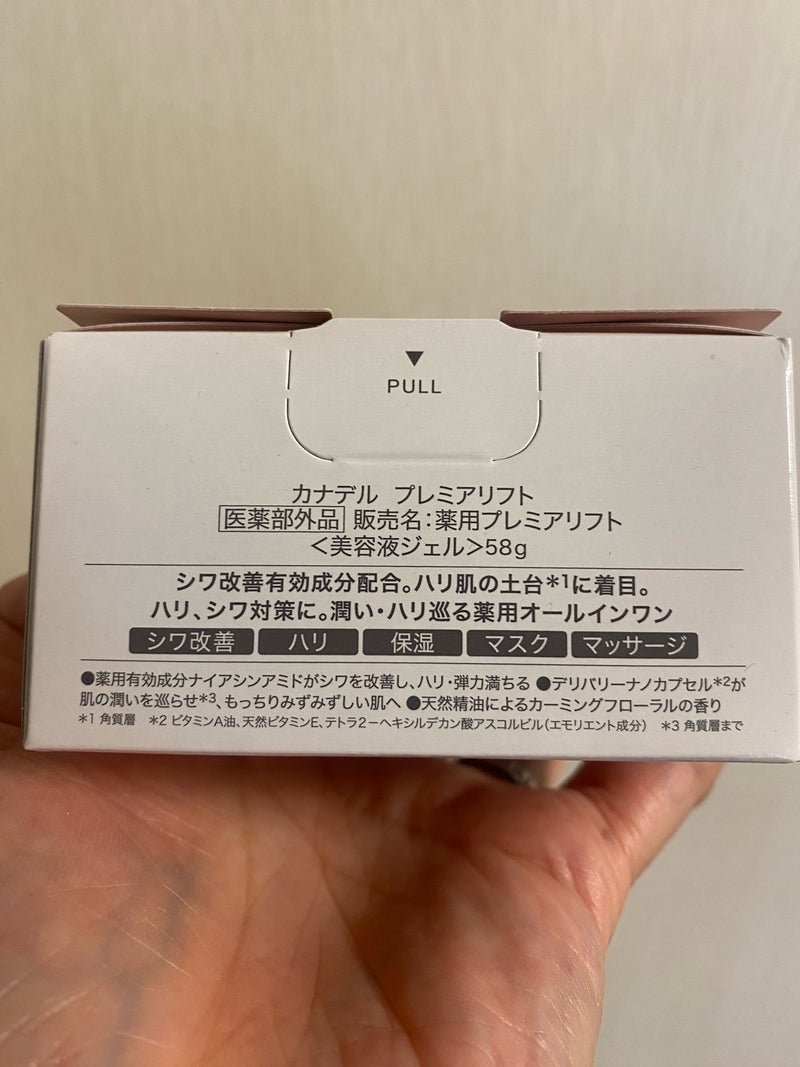 ▼
PULL
カナデル プレミアリフト
医薬部外品 販売名:薬用プレミアリフト
<美容液ジェル>58g
シワ改善有効成分配合。ハリ肌の土台*1に着目。
ハリ、シワ対策に。潤い・ハリ巡る薬用オールインワン
シワ改善 ハリ 保湿 マスク マッサージ
●薬用有効成分ナイアシンアミドがシワを改善し、ハリ・弾力満ちる ●デリバリーナノカプセル*2が
肌の潤いを巡らせ*3、もっちりみずみずしい肌へ ●天然精油によるカーミングフローラルの香り
*1 角質層 *2 ビタミンA油、天然ビタミンE、テトラ2-ヘキシルデカン酸アスコルビル(エモリエント成分) *3 角質層まで